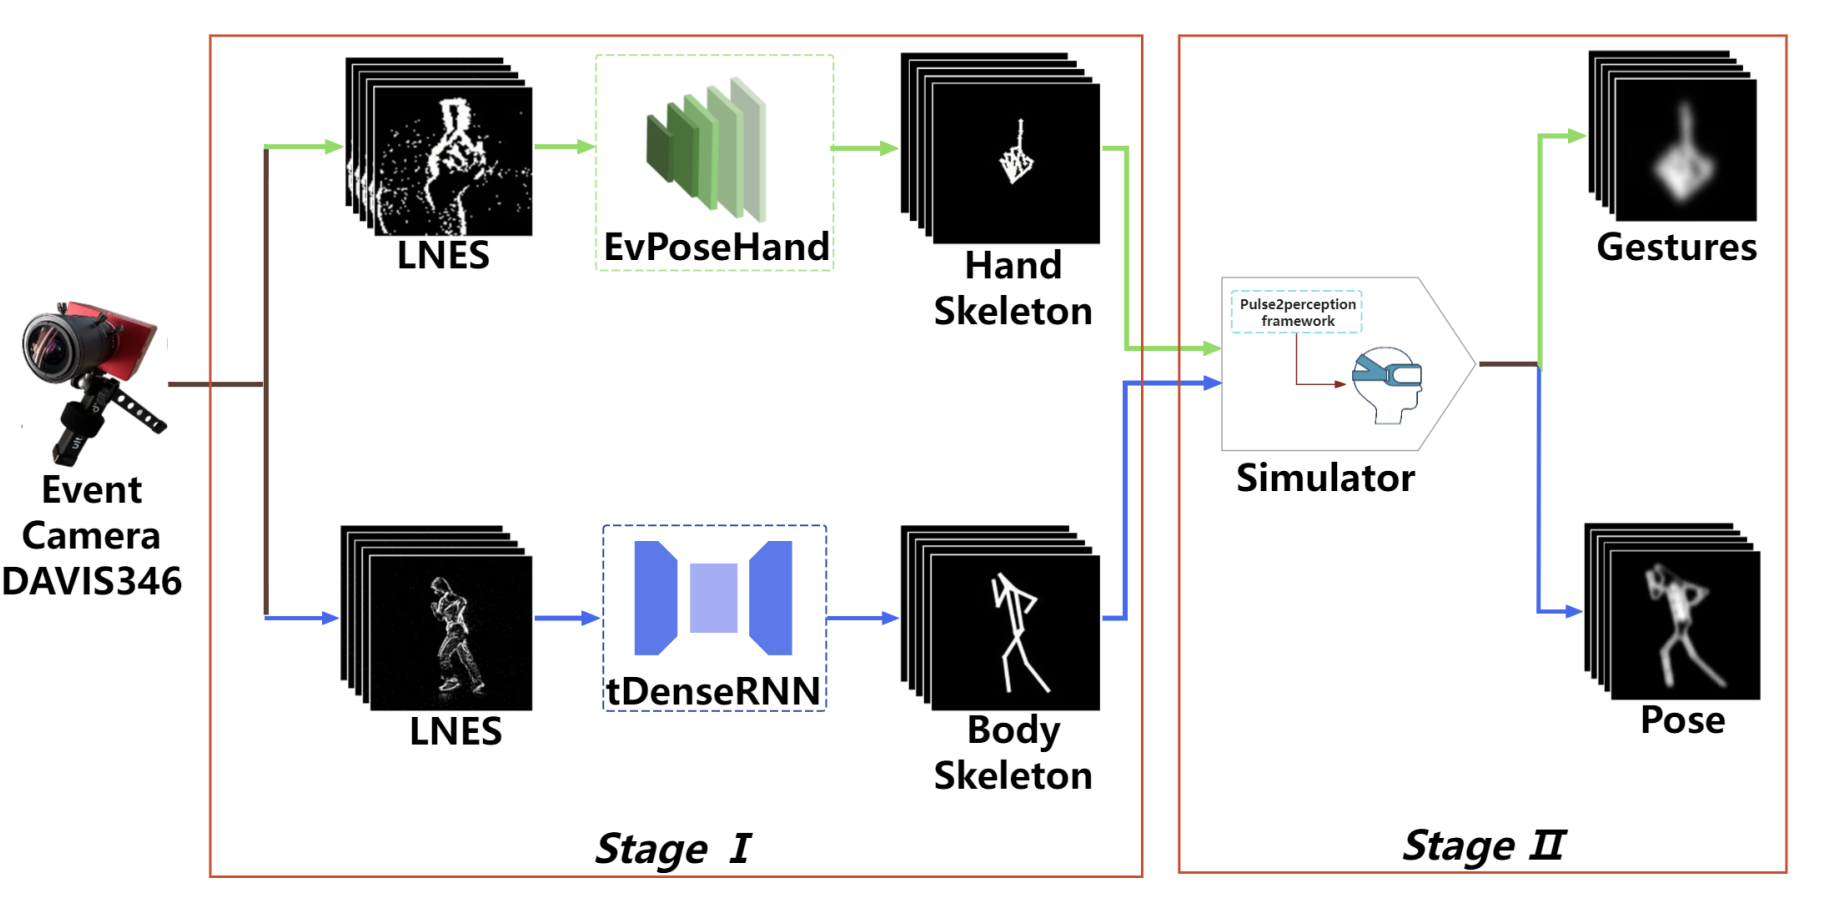 LNES
EvPoseHand
Hand
Skeleton
Gestures
Pulse2perception
framework
Simulator
Event
Camera
DAVIS346
LNES
tDenseRNN
Body
Skeleton
Pose
Stage I
Stage II